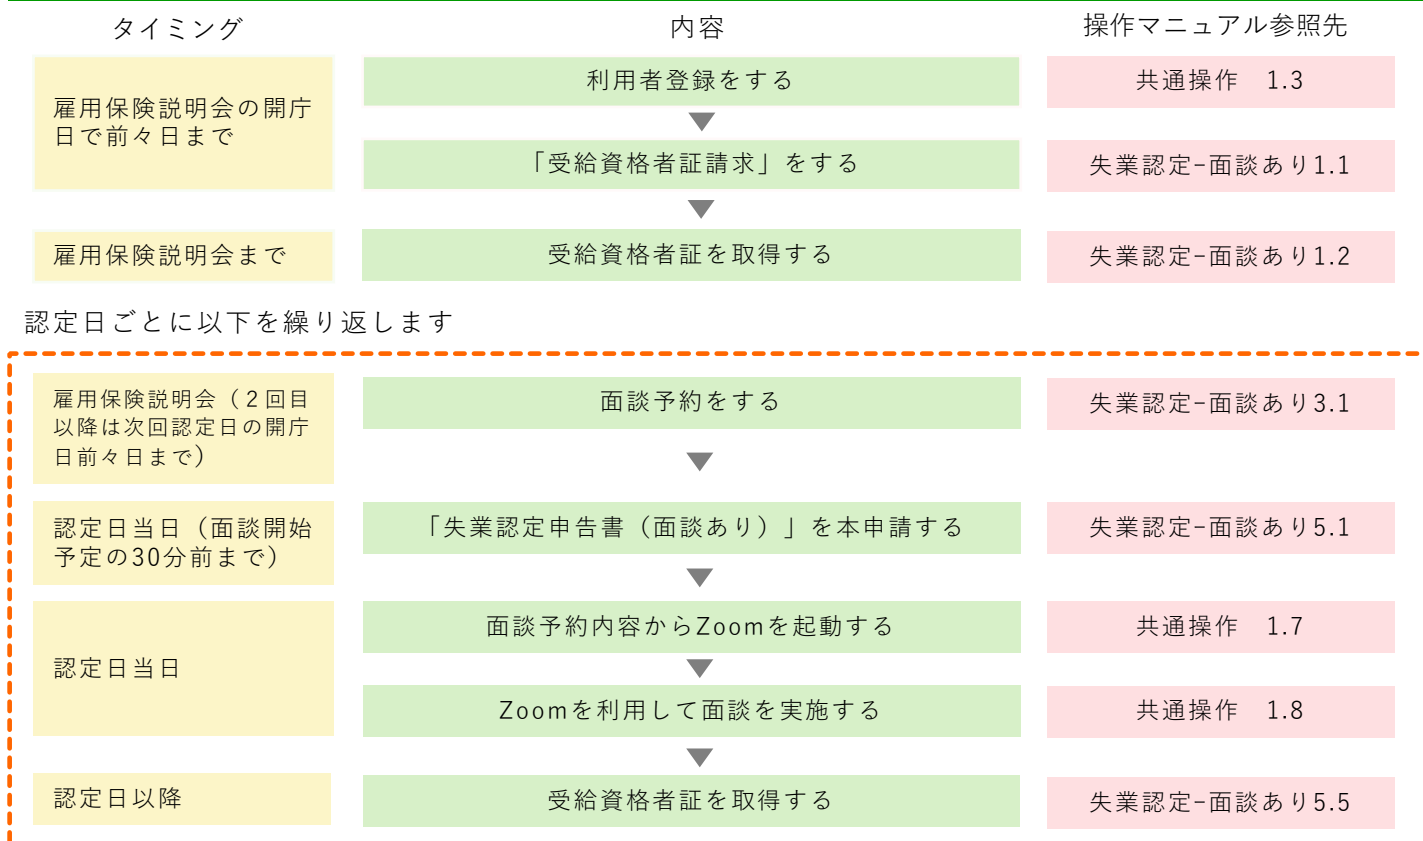 タイミング
内容
操作マニュアル参照先
雇用保険説明会の開庁
日で前々日まで
利用者登録をする
共通操作　1.3
「受給資格者証請求」をする
失業認定−面談あり1.1
雇用保険説明会まで
受給資格者証を取得する
失業認定−面談あり1.2
認定日ごとに以下を繰り返します
雇用保険説明会（２回目
以降は次回認定日の開庁
日前々日まで）
面談予約をする
失業認定−面談あり3.1
認定日当日（面談開始
予定の30分前まで）
「失業認定申告書（面談あり）」を本申請する
失業認定−面談あり5.1
認定日当日
面談予約内容からZoomを起動する
共通操作　1.7
Zoomを利用して面談を実施する
共通操作　1.8
認定日以降
受給資格者証を取得する
失業認定−面談あり5.5